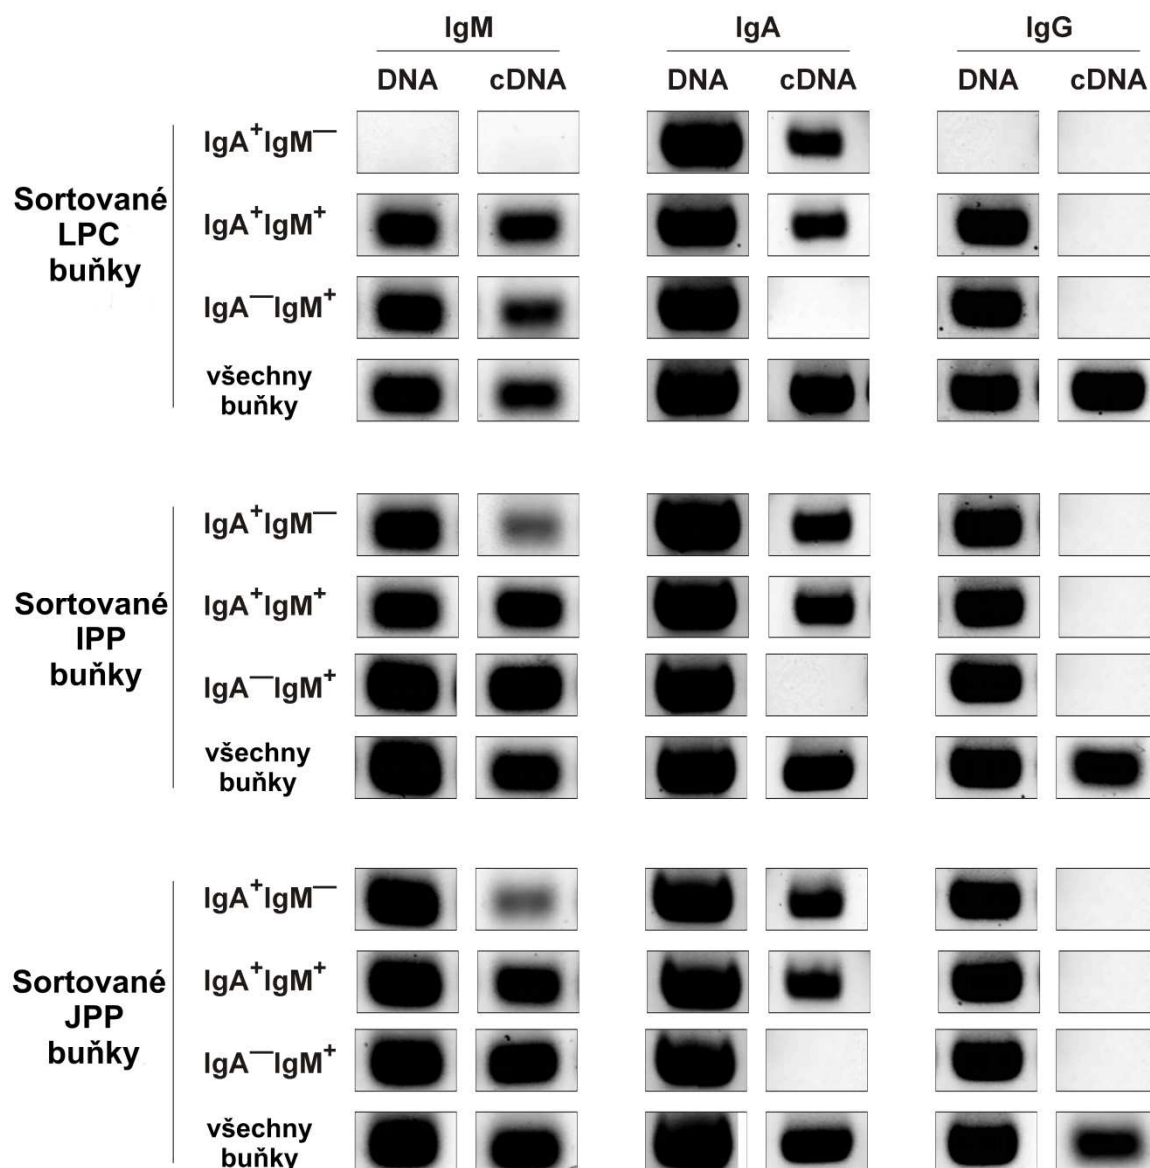 IgM IgA IgG
DNA cDNA DNA cDNA DNA cDNA
Sortované
LPC
buňky
IgA⁺IgM⁻
IgA⁺IgM⁺
IgA⁻IgM⁺
všechny
buňky
Sortované
IPP
buňky
IgA⁺IgM⁻
IgA⁺IgM⁺
IgA⁻IgM⁺
všechny
buňky
Sortované
JPP
buňky
IgA⁺IgM⁻
IgA⁺IgM⁺
IgA⁻IgM⁺
všechny
buňky